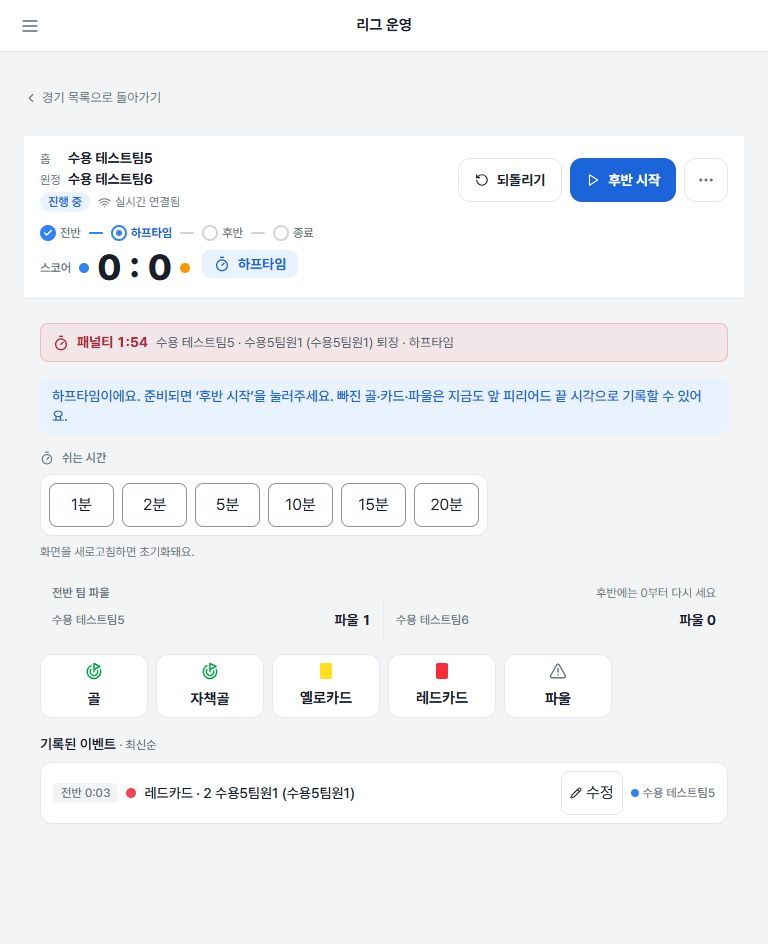 리그 운영
경기 목록으로 돌아가기
홈 수용 테스트팀5
원정 수용 테스트팀6
진행 중 실시간 연결됨
되돌리기
후반 시작
전반 하프타임 후반 종료
스코어 0 : 0 하프타임
패널티 1:54 수용 테스트팀5 · 수용5팀원1 (수용5팀원1) 퇴장 · 하프타임
하프타임이에요. 준비되면 ‘후반 시작’을 눌러주세요. 빠진 골·카드·파울은 지금도 앞 피리어드 끝 시각으로 기록할 수 있어
요.
쉬는 시간
1분 2분 5분 10분 15분 20분
화면을 새로고침하면 초기화돼요.
전반 팀 파울 후반에는 0부터 다시 세요
수용 테스트팀5 파울 1 수용 테스트팀6 파울 0
골 자책골 옐로카드 레드카드 파울
기록된 이벤트 · 최신순
전반 0:03 레드카드 · 2 수용5팀원1 (수용5팀원1) 수정 수용 테스트팀5